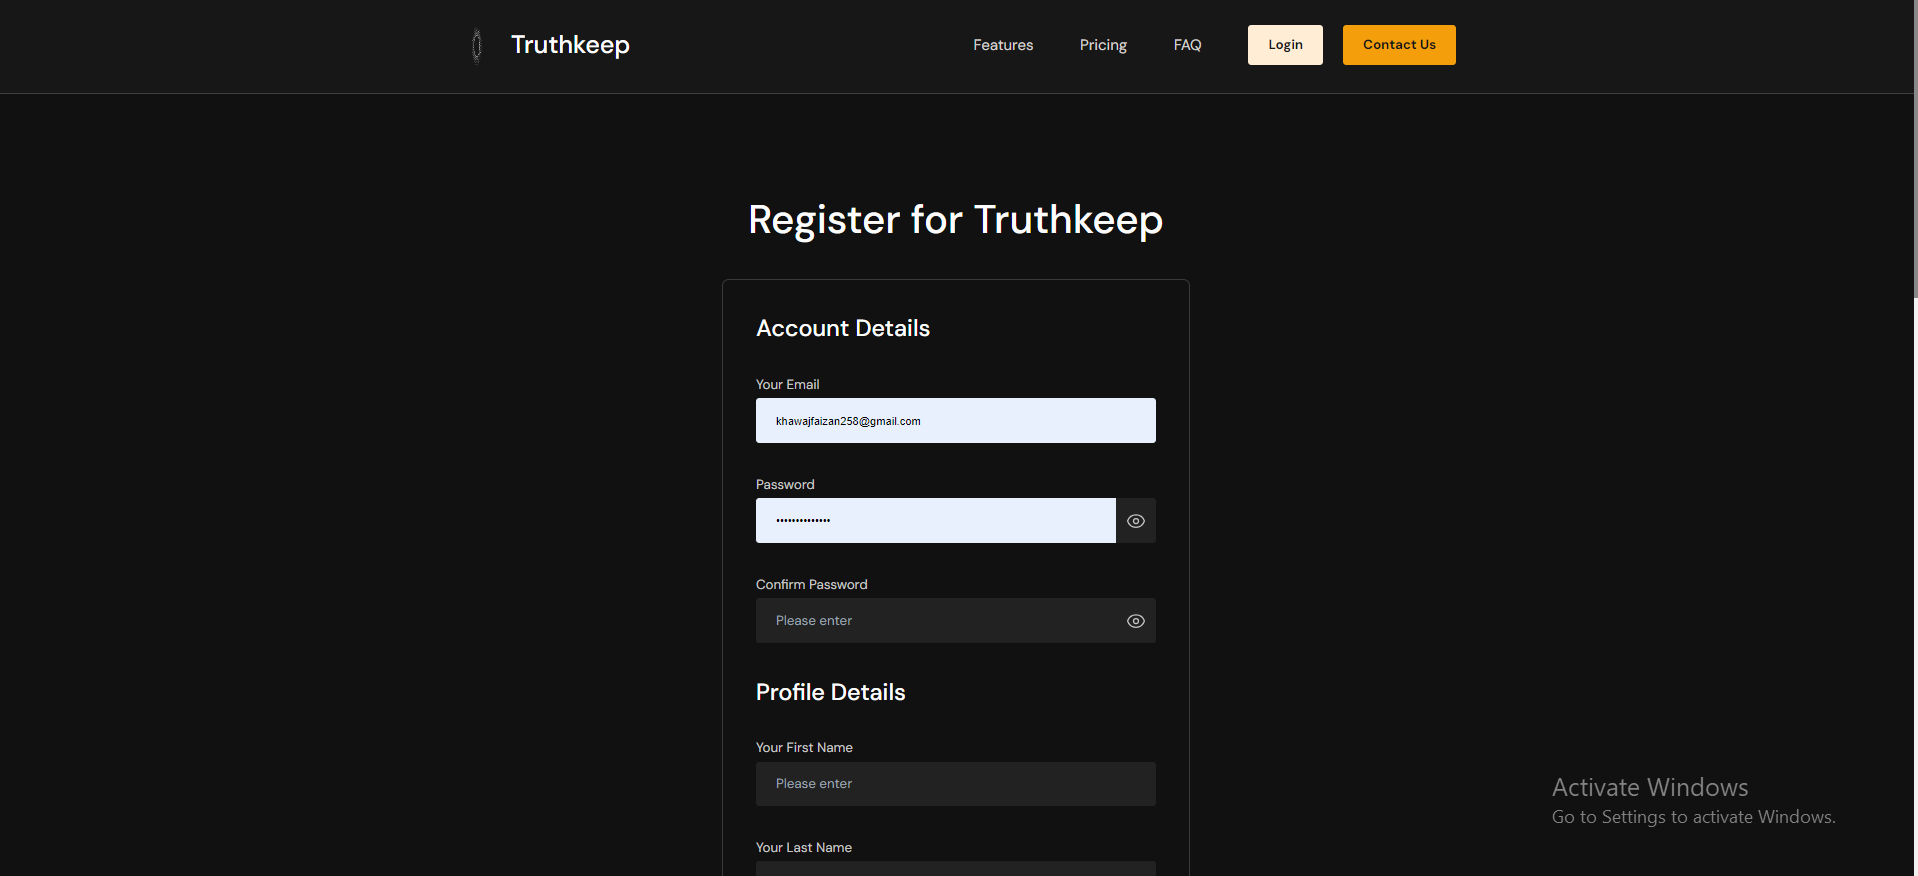 Truthkeep
Features Pricing FAQ Login Contact Us
Register for Truthkeep
Account Details
Your Email
khawajfaizan258@gmail.com
Password
••••••••••••••
Confirm Password
Please enter
Profile Details
Your First Name
Please enter
Your Last Name
Activate Windows
Go to Settings to activate Windows.